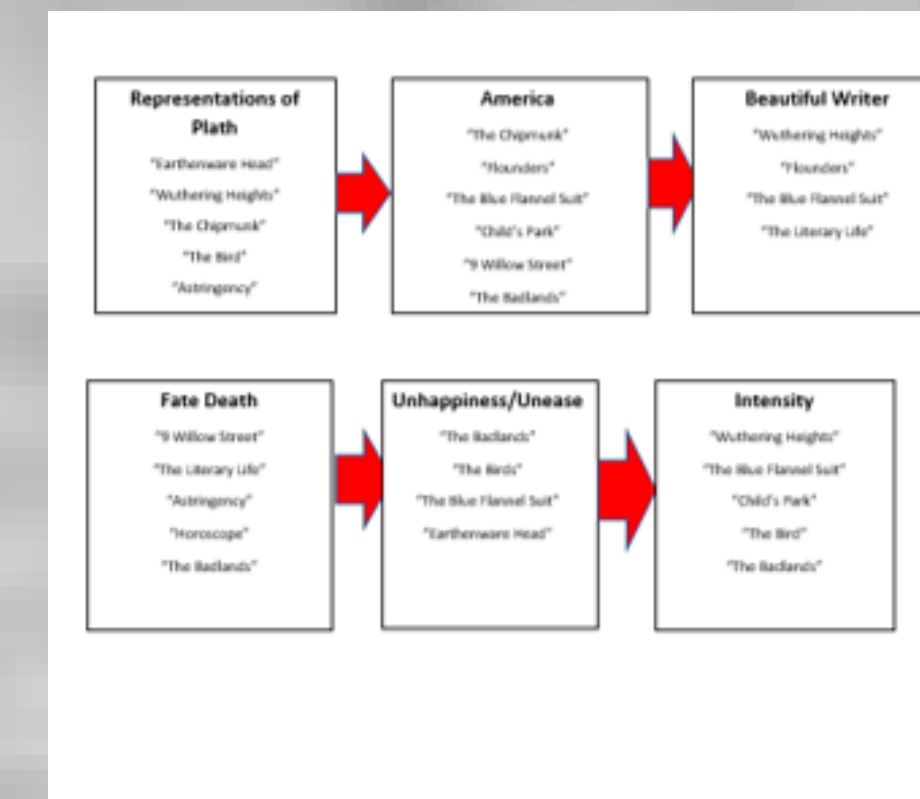 Representations of
Plath
"Earthenware Head"
"Wuthering Heights"
"The Chipmunk"
"The Bird"
"Astringency"
America
"The Chipmunk"
"Flounders"
"The Blue Flannel Suit"
"Child's Park"
"9 Willow Street"
"The Badlands"
Beautiful Writer
"Wuthering Heights"
"Flounders"
"The Blue Flannel Suit"
"The Literary Life"
Fate Death
"9 Willow Street"
"The Literary Life"
"Astringency"
"Horoscope"
"The Badlands"
Unhappiness/Unease
"The Badlands"
"The Birds"
"The Blue Flannel Suit"
"Earthenware Head"
Intensity
"Wuthering Heights"
"The Blue Flannel Suit"
"Child's Park"
"The Bird"
"The Badlands"